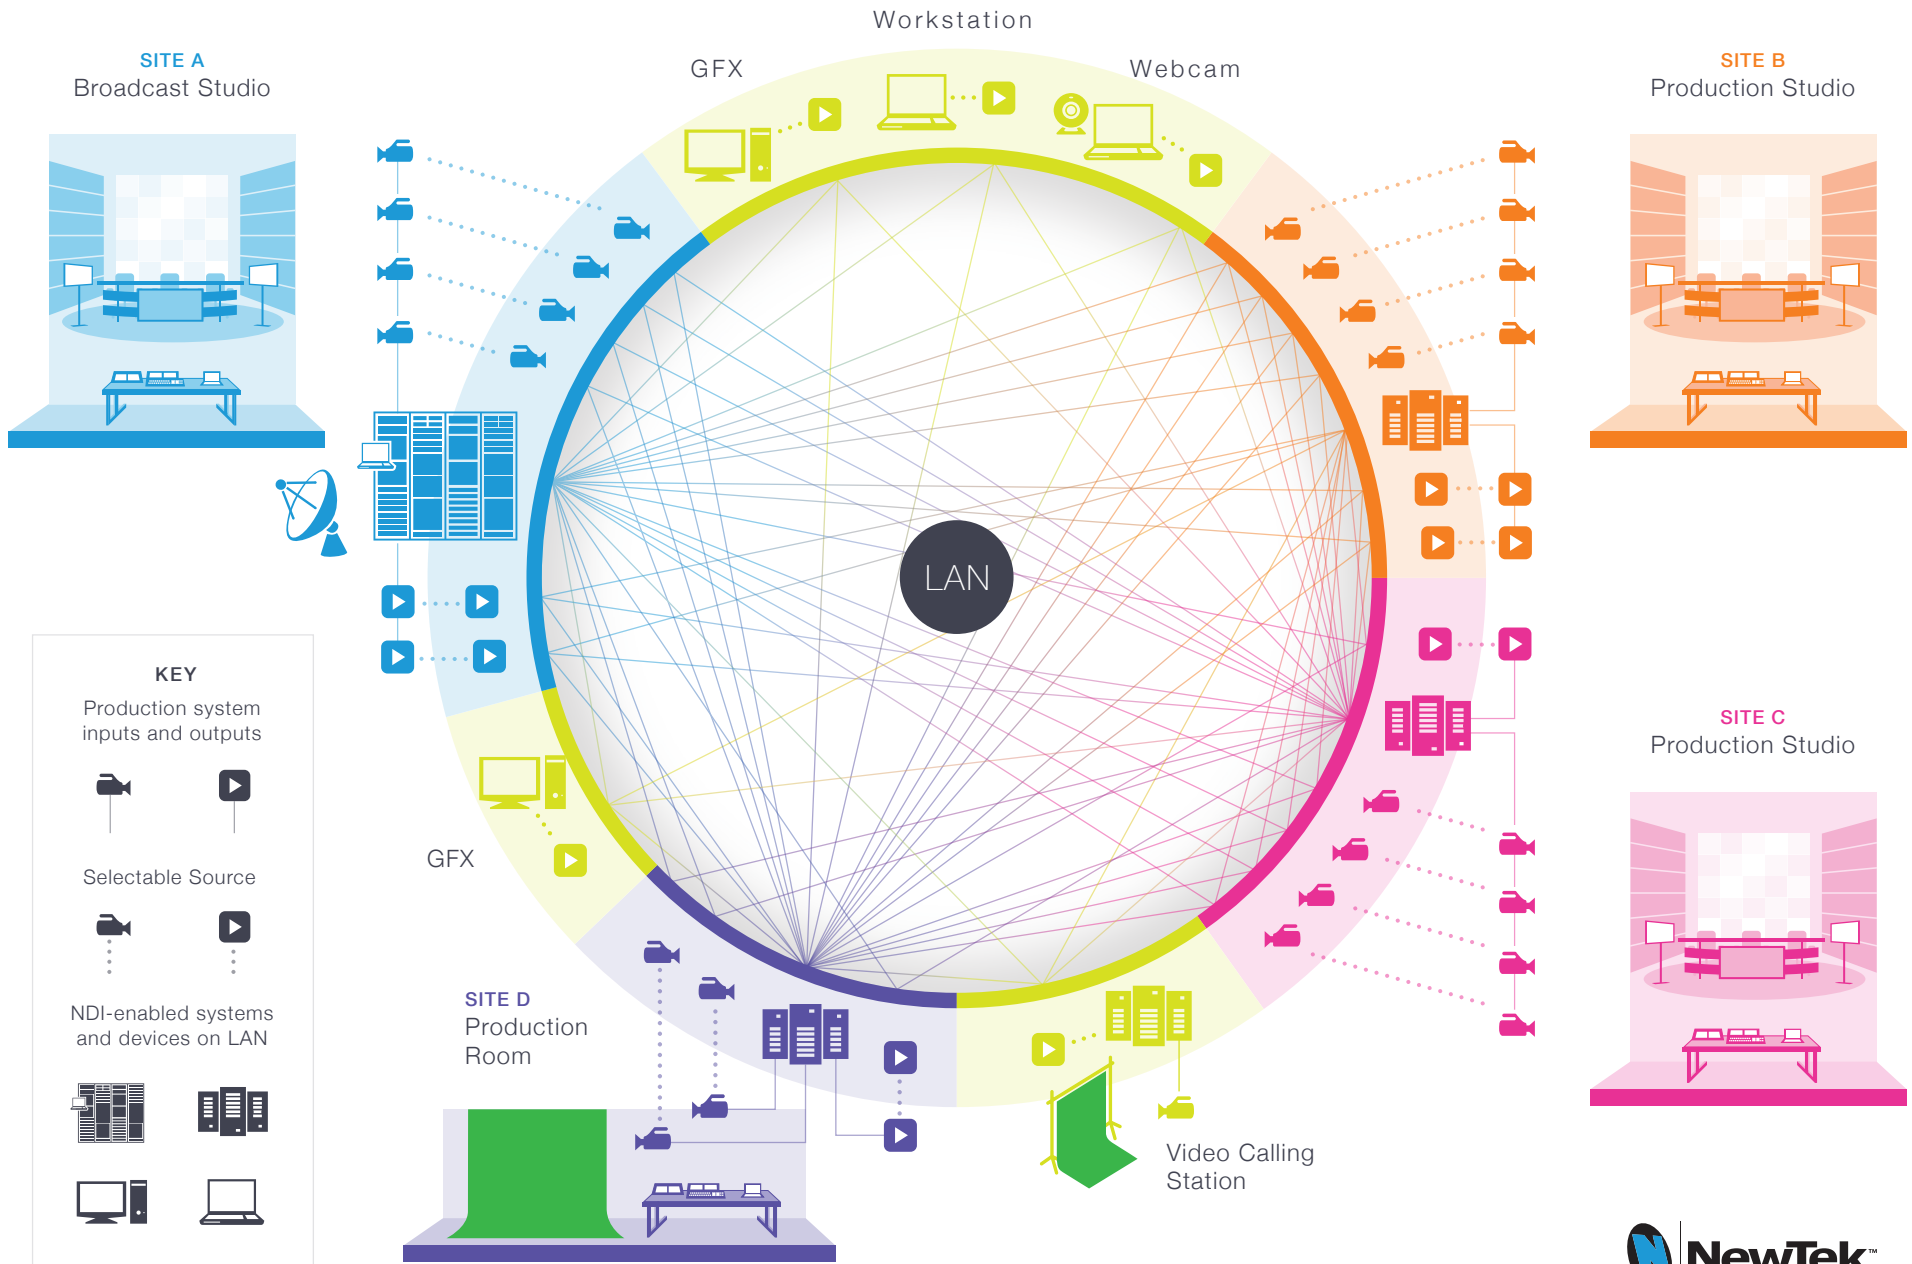 Workstation
GFX
Webcam
SITE A
Broadcast Studio
SITE B
Production Studio
LAN
KEY
Production system
inputs and outputs
Selectable Source
NDI-enabled systems
and devices on LAN
GFX
SITE C
Production Studio
SITE D
Production
Room
Video Calling
Station
NewTek™